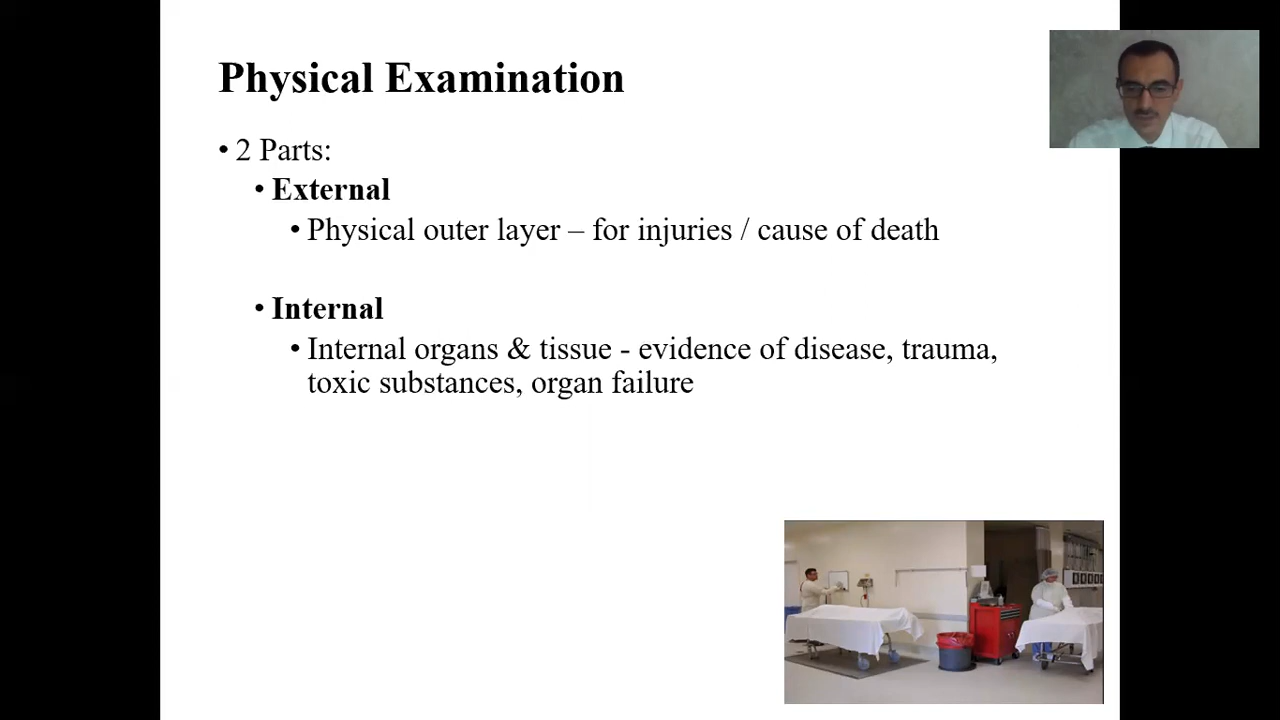 Physical Examination
• 2 Parts:
• External
• Physical outer layer – for injuries / cause of death
• Internal
• Internal organs & tissue - evidence of disease, trauma,
toxic substances, organ failure